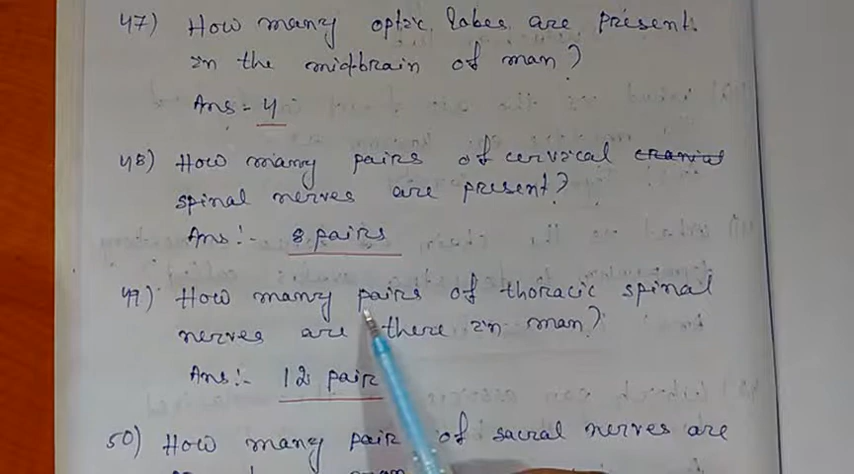 47) How many optic lobes are present
in the midbrain of man?
Ans:- 4
48) How many pairs of cervical cranial
spinal nerves are present?
Ans:- 8 pairs
49) How many pairs of thoracic spinal
nerves are there in man?
Ans:- 12 pair
50) How many pair of sacral nerves are
man